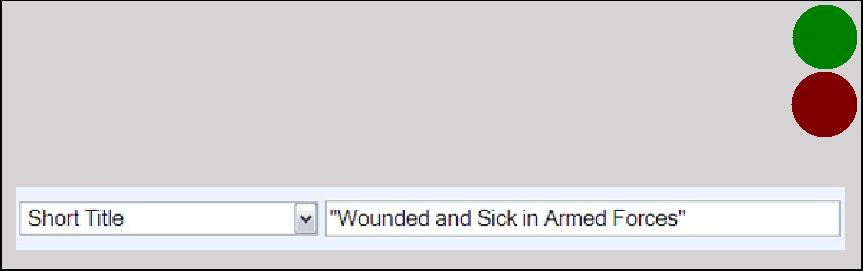 Short Title "Wounded and Sick in Armed Forces"